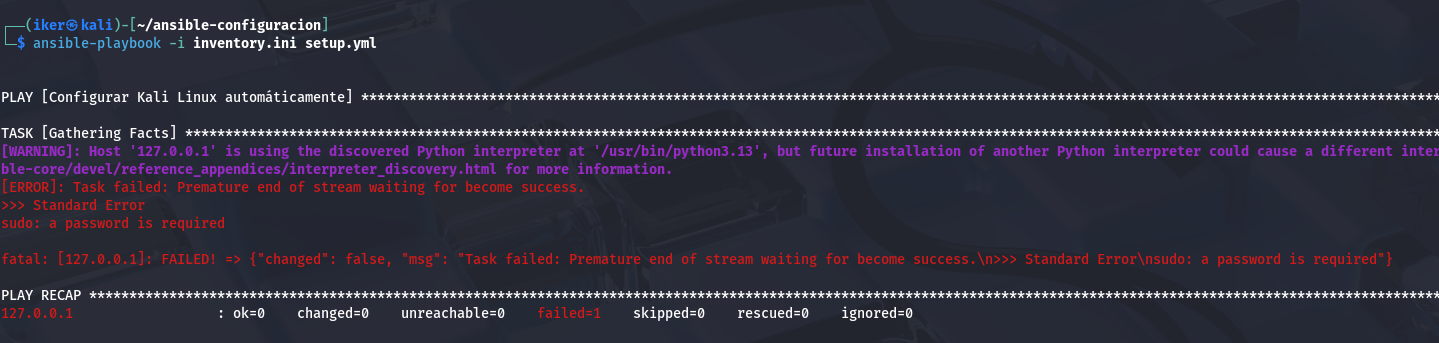 ┌──(iker㉿kali)-[~/ansible-configuracion]
└─$ ansible-playbook -i inventory.ini setup.yml
PLAY [Configurar Kali Linux automáticamente] ****************************************************************************************************************************************
TASK [Gathering Facts] **************************************************************************************************************************************************************
[WARNING]: Host '127.0.0.1' is using the discovered Python interpreter at '/usr/bin/python3.13', but future installation of another Python interpreter could cause a different inter
ble-core/devel/reference_appendices/interpreter_discovery.html for more information.
[ERROR]: Task failed: Premature end of stream waiting for become success.
>>> Standard Error
sudo: a password is required
fatal: [127.0.0.1]: FAILED! => {"changed": false, "msg": "Task failed: Premature end of stream waiting for become success.\n>>> Standard Error\nsudo: a password is required"}
PLAY RECAP **************************************************************************************************************************************************************************
127.0.0.1                  : ok=0    changed=0    unreachable=0    failed=1    skipped=0    rescued=0    ignored=0